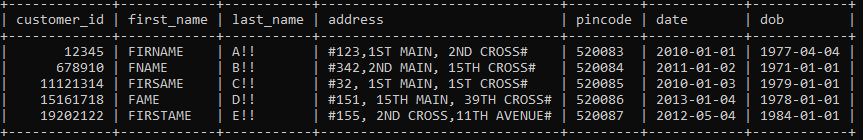 | customer_id | first_name | last_name | address | pincode | date | dob |
| 12345 | FIRNAME | A!! | #123,1ST MAIN, 2ND CROSS# | 520083 | 2010-01-01 | 1977-04-04 |
| 678910 | FNAME | B!! | #342,2ND MAIN, 15TH CROSS# | 520084 | 2011-01-02 | 1971-01-01 |
| 11121314 | FIRSAME | C!! | #32, 1ST MAIN, 1ST CROSS# | 520085 | 2010-01-03 | 1979-01-01 |
| 15161718 | FAME | D!! | #151, 15TH MAIN, 39TH CROSS# | 520086 | 2013-01-04 | 1978-01-01 |
| 19202122 | FIRSTAME | E!! | #155, 2ND CROSS,11TH AVENUE# | 520087 | 2012-05-04 | 1984-01-01 |